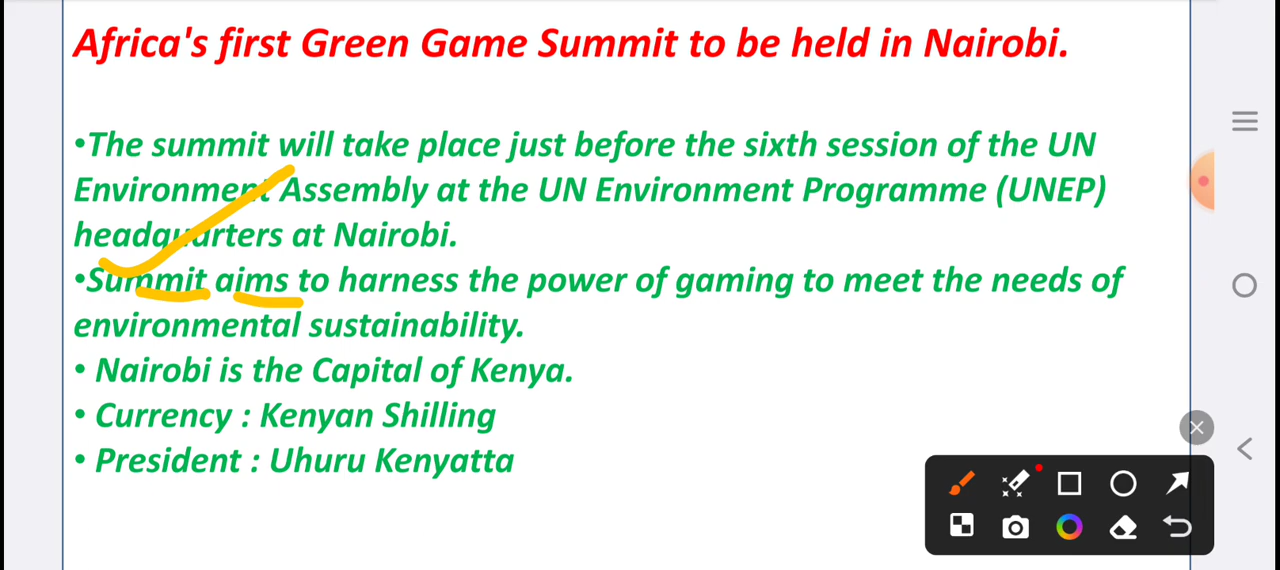 Africa's first Green Game Summit to be held in Nairobi.
•The summit will take place just before the sixth session of the UN
Environment Assembly at the UN Environment Programme (UNEP)
headquarters at Nairobi.
•Summit aims to harness the power of gaming to meet the needs of
environmental sustainability.
• Nairobi is the Capital of Kenya.
• Currency : Kenyan Shilling
• President : Uhuru Kenyatta